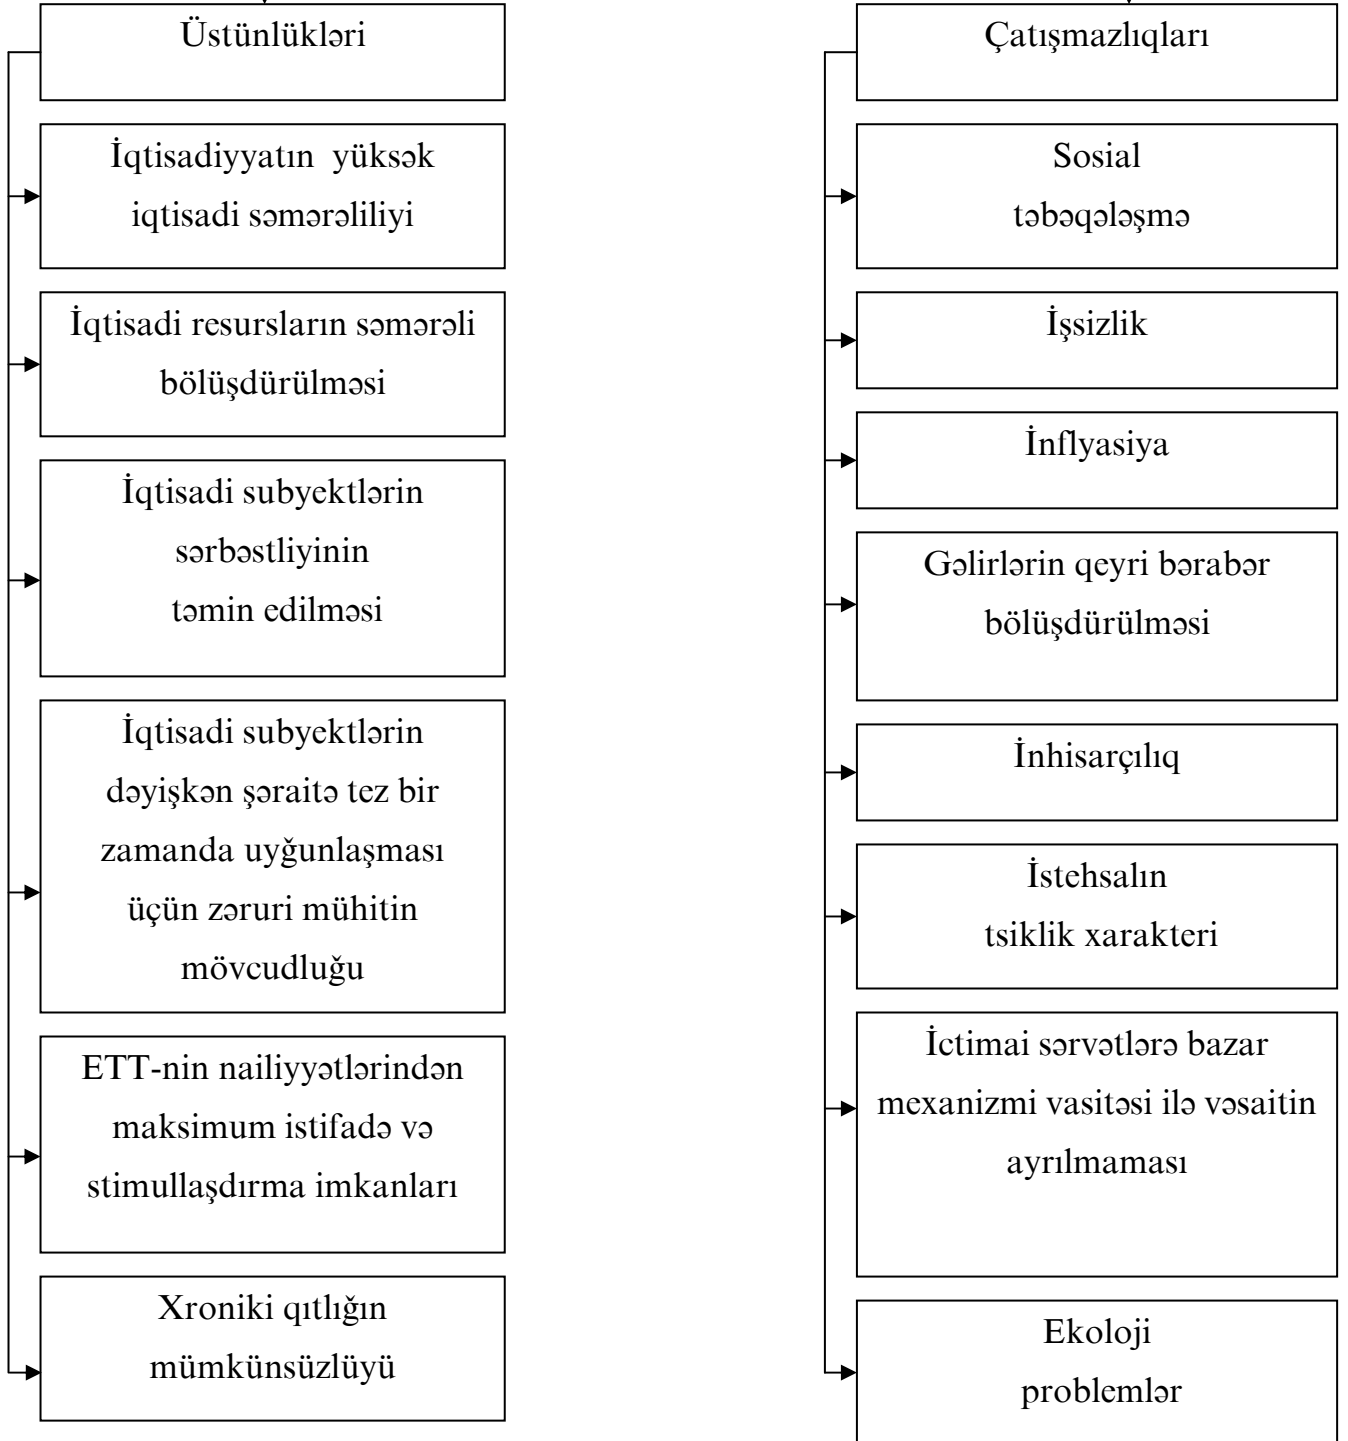 Üstünlükləri
İqtisadiyyatın yüksək
iqtisadi səmərəliliyi
İqtisadi resursların səmərəli
bölüşdürülməsi
İqtisadi subyektlərin
sərbəstliyinin
təmin edilməsi
İqtisadi subyektlərin
dəyişkən şəraitə tez bir
zamanda uyğunlaşması
üçün zəruri mühitin
mövcudluğu
ETT-nin nailiyyətlərindən
maksimum istifadə və
stimullaşdırma imkanları
Xroniki qıtlığın
mümkünsüzlüyü
Çatışmazlıqları
Sosial
təbəqələşmə
İşsizlik
İnflyasiya
Gəlirlərin qeyri bərabər
bölüşdürülməsi
İnhisarçılıq
İstehsalın
tsiklik xarakteri
İctimai sərvətlərə bazar
mexanizmi vasitəsi ilə vəsaitin
ayrılmaması
Ekoloji
problemlər